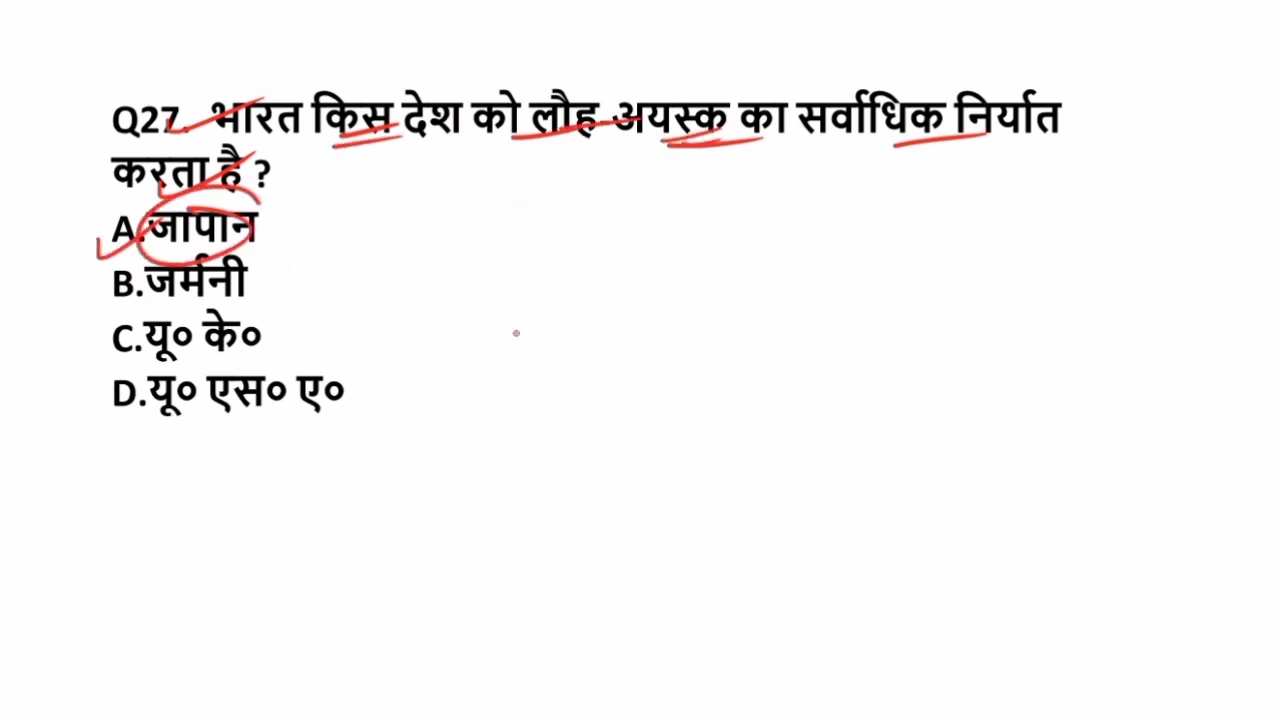 Q27. भारत किस देश को लौह-अयस्क का सर्वाधिक निर्यात
करता है ?
A.जापान
B.जर्मनी
C.यू० के०
D.यू० एस० ए०